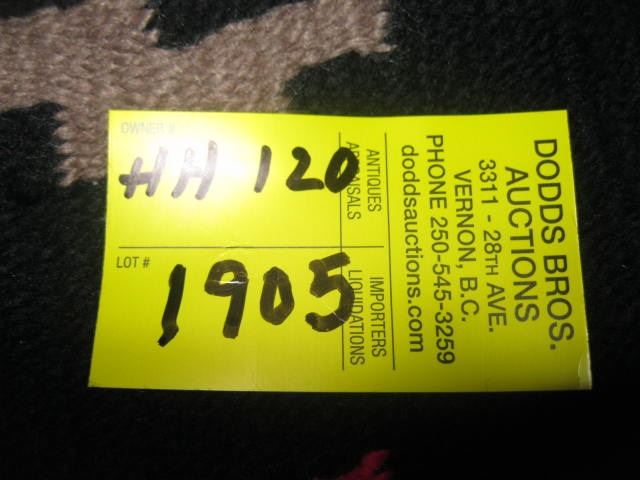 OWNER #
HH 120
LOT #
1905
ANTIQUES
APPRAISALS
IMPORTERS
LIQUIDATIONS
DODDS BROS.
AUCTIONS
3311 - 28TH AVE.
VERNON, B.C.
PHONE 250-545-3259
doddsauctions.com